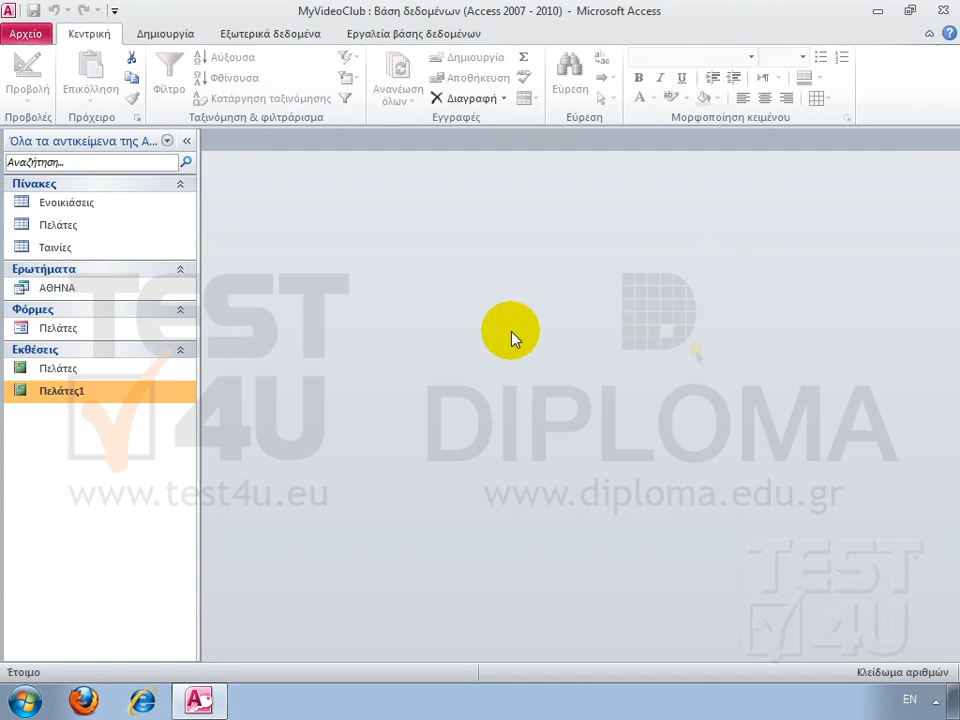 MyVideoClub : Βάση δεδομένων (Access 2007 - 2010) - Microsoft Access
Αρχείο Κεντρική Δημιουργία Εξωτερικά δεδομένα Εργαλεία βάσης δεδομένων
Προβολή Επικόλληση Φίλτρο Αύξουσα Φθίνουσα Κατάργηση ταξινόμησης Ανανέωση όλων Δημιουργία Αποθήκευση Διαγραφή Εύρεση
Προβολές Πρόχειρο Ταξινόμηση & φιλτράρισμα Εγγραφές Εύρεση Μορφοποίηση κειμένου
Όλα τα αντικείμενα της A...
Αναζήτηση...
Πίνακες
Ενοικιάσεις
Πελάτες
Ταινίες
Ερωτήματα
ΑΘΗΝΑ
Φόρμες
Πελάτες
Εκθέσεις
Πελάτες
Πελάτες1
TEST
4U
www.test4u.eu
D
DIPLOMA
www.diploma.edu.gr
TEST
4U
Έτοιμο
Κλείδωμα αριθμών
EN